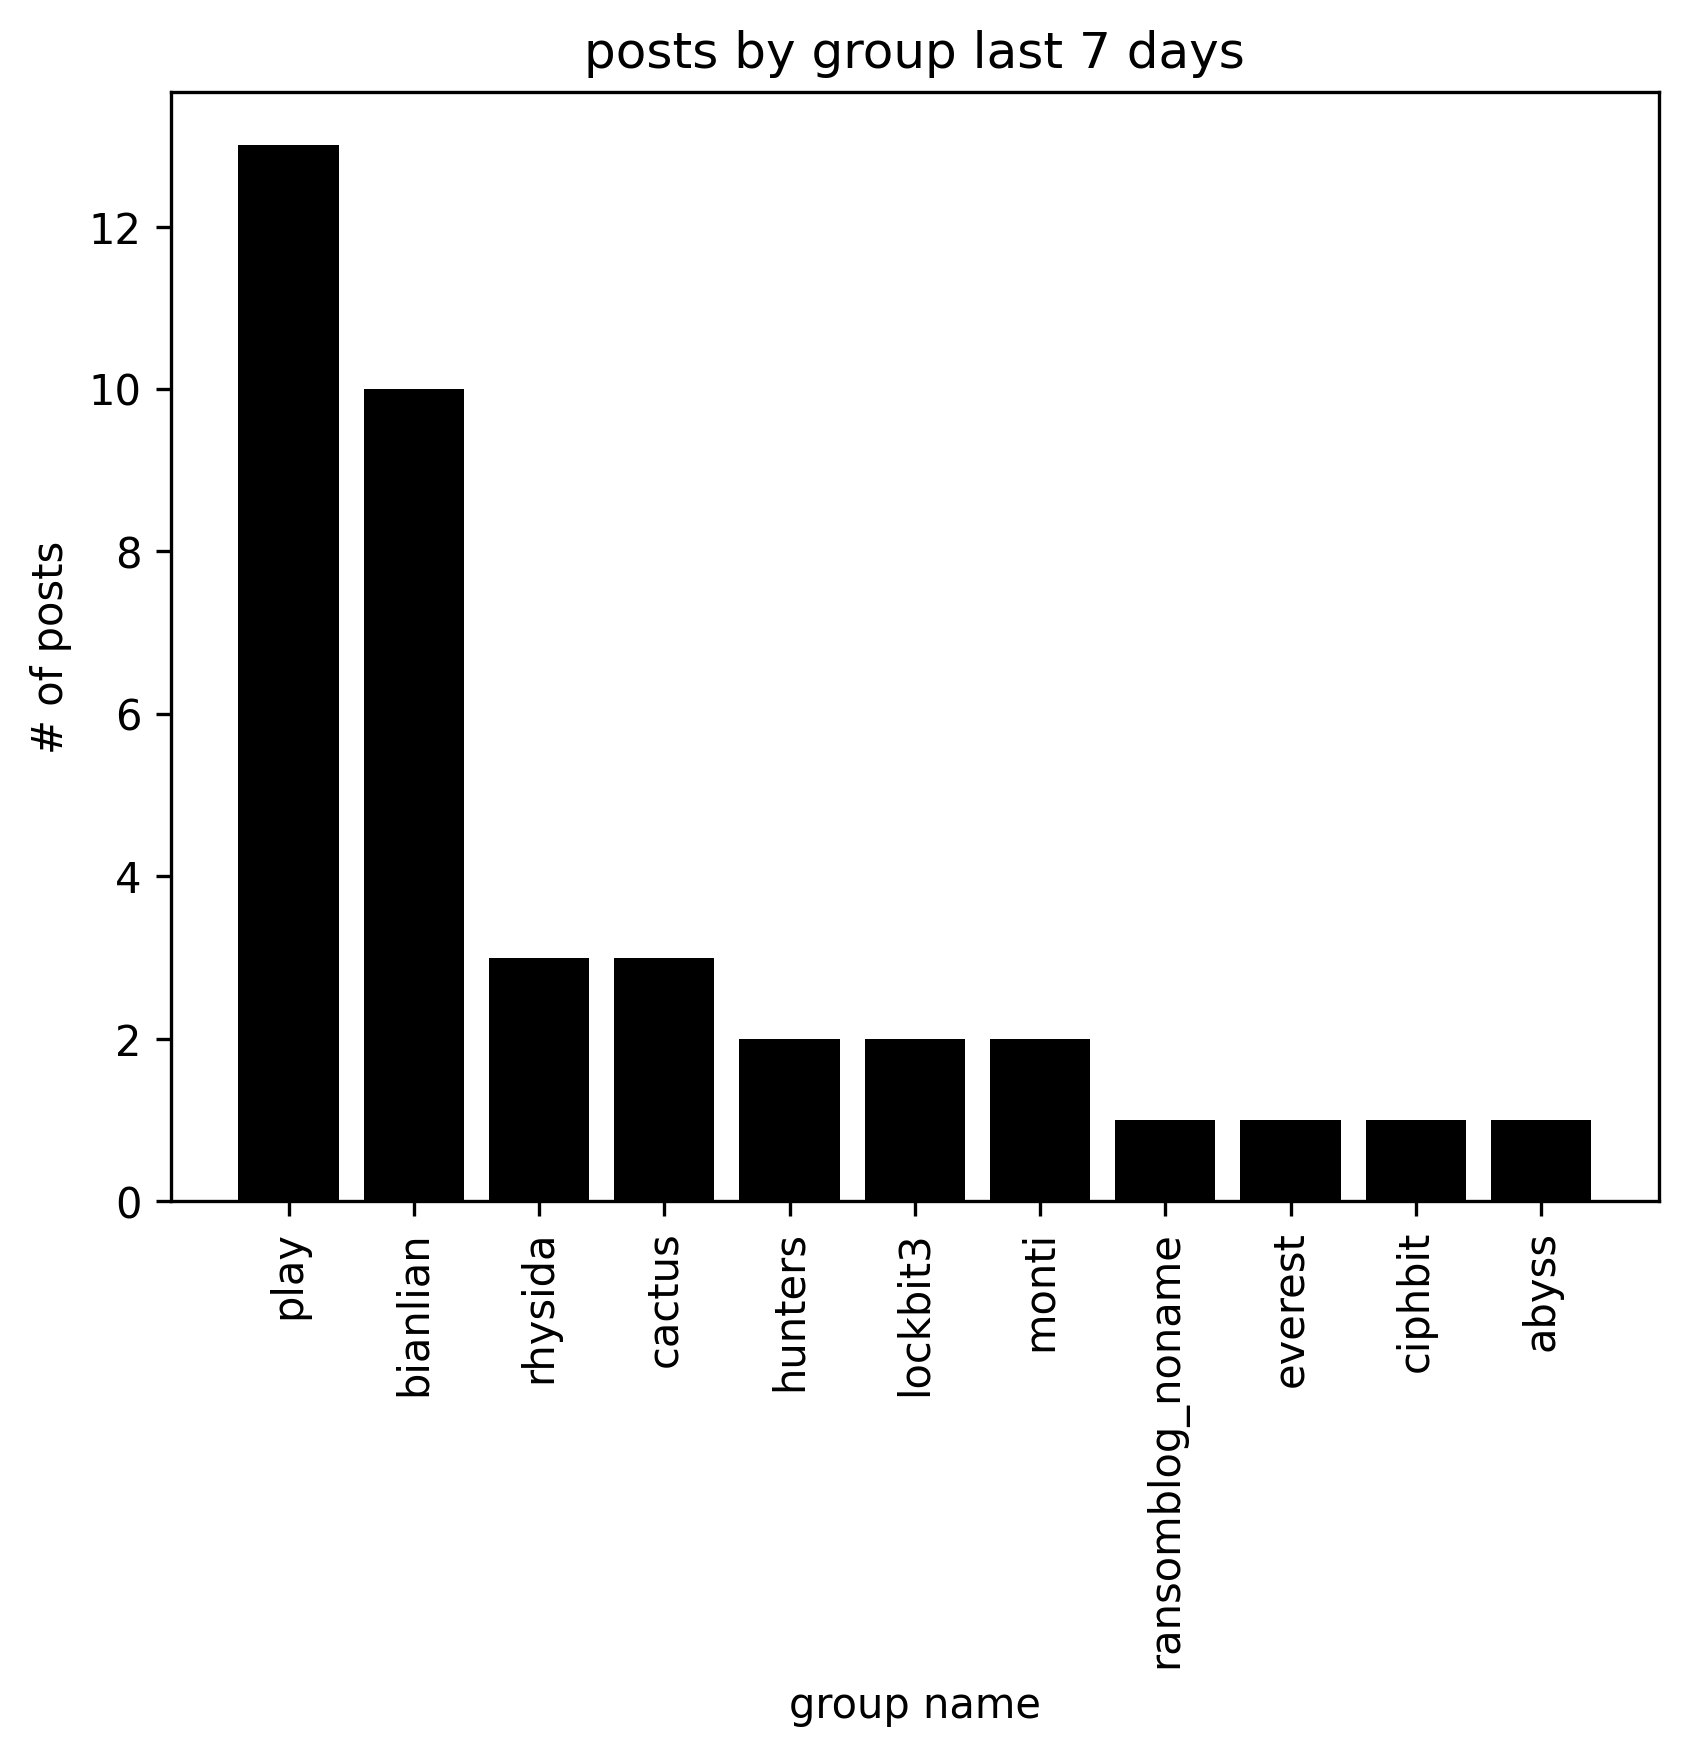 posts by group last 7 days
# of posts
12
10
8
6
4
2
0
play
bianlian
rhysida
cactus
hunters
lockbit3
monti
ransomblog_noname
everest
ciphbit
abyss
group name